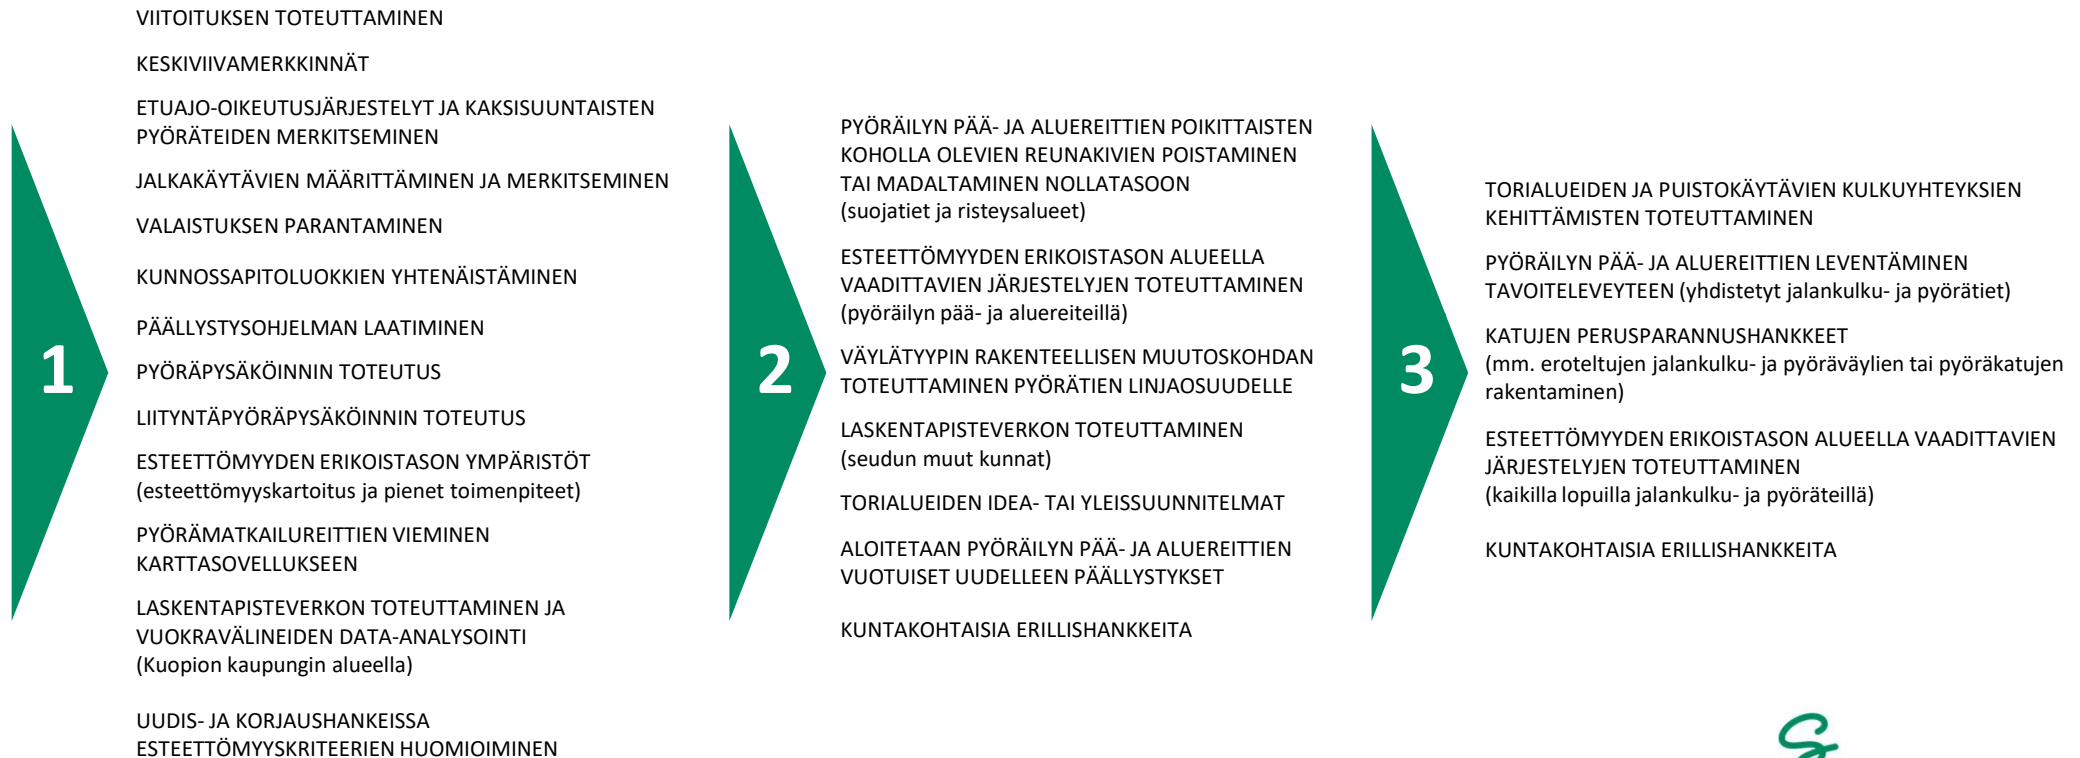 1
VIITOITUKSEN TOTEUTTAMINEN
KESKIVIIVAMERKKINNÄT
ETUAJO-OIKEUTUSJÄRJESTELYT JA KAKSISUUNTAISTEN
PYÖRÄTEIDEN MERKITSEMINEN
JALKAKÄYTÄVIEN MÄÄRITTÄMINEN JA MERKITSEMINEN
VALAISTUKSEN PARANTAMINEN
KUNNOSSAPITOLUOKKIEN YHTENÄISTÄMINEN
PÄÄLLYSTYSOHJELMAN LAATIMINEN
PYÖRÄPYSÄKÖINNIN TOTEUTUS
LIITYNTÄPYÖRÄPYSÄKÖINNIN TOTEUTUS
ESTEETTÖMYYDEN ERIKOISTASON YMPÄRISTÖT
(esteettömyyskartoitus ja pienet toimenpiteet)
PYÖRÄMATKAILUREITTIEN VIEMINEN
KARTTASOVELLUKSEEN
LASKENTAPISTEVERKON TOTEUTTAMINEN JA
VUOKRAVÄLINEIDEN DATA-ANALYSOINTI
(Kuopion kaupungin alueella)
UUDIS- JA KORJAUSHANKEISSA
ESTEETTÖMYYSKRITEERIEN HUOMIOIMINEN
2
PYÖRÄILYN PÄÄ- JA ALUEREITTIEN POIKITTAISTEN
KOHOLLA OLEVIEN REUNAKIVIEN POISTAMINEN
TAI MADALTAMINEN NOLLATASOON
(suojatiet ja risteysalueet)
ESTEETTÖMYYDEN ERIKOISTASON ALUEELLA
VAADITTAVIEN JÄRJESTELYJEN TOTEUTTAMINEN
(pyöräilyn pää- ja aluereiteillä)
VÄYLÄTYYPIN RAKENTEELLISEN MUUTOSKOHDAN
TOTEUTTAMINEN PYÖRÄTIEN LINJAOSUUDELLE
LASKENTAPISTEVERKON TOTEUTTAMINEN
(seudun muut kunnat)
TORIALUEIDEN IDEA- TAI YLEISSUUNNITELMAT
ALOITETAAN PYÖRÄILYN PÄÄ- JA ALUEREITTIEN
VUOTUISET UUDELLEEN PÄÄLLYSTYKSET
KUNTAKOHTAISIA ERILLISHANKKEITA
3
TORIALUEIDEN JA PUISTOKÄYTÄVIEN KULKUYHTEYKSIEN
KEHITTÄMISTEN TOTEUTTAMINEN
PYÖRÄILYN PÄÄ- JA ALUEREITTIEN LEVENTÄMINEN
TAVOITELEVEYTEEN (yhdistetyt jalankulku- ja pyörätiet)
KATUJEN PERUSPARANNUSHANKKEET
(mm. eroteltujen jalankulku- ja pyöräväylien tai pyöräkatujen
rakentaminen)
ESTEETTÖMYYDEN ERIKOISTASON ALUEELLA VAADITTAVIEN
JÄRJESTELYJEN TOTEUTTAMINEN
(kaikilla lopuilla jalankulku- ja pyöräteillä)
KUNTAKOHTAISIA ERILLISHANKKEITA